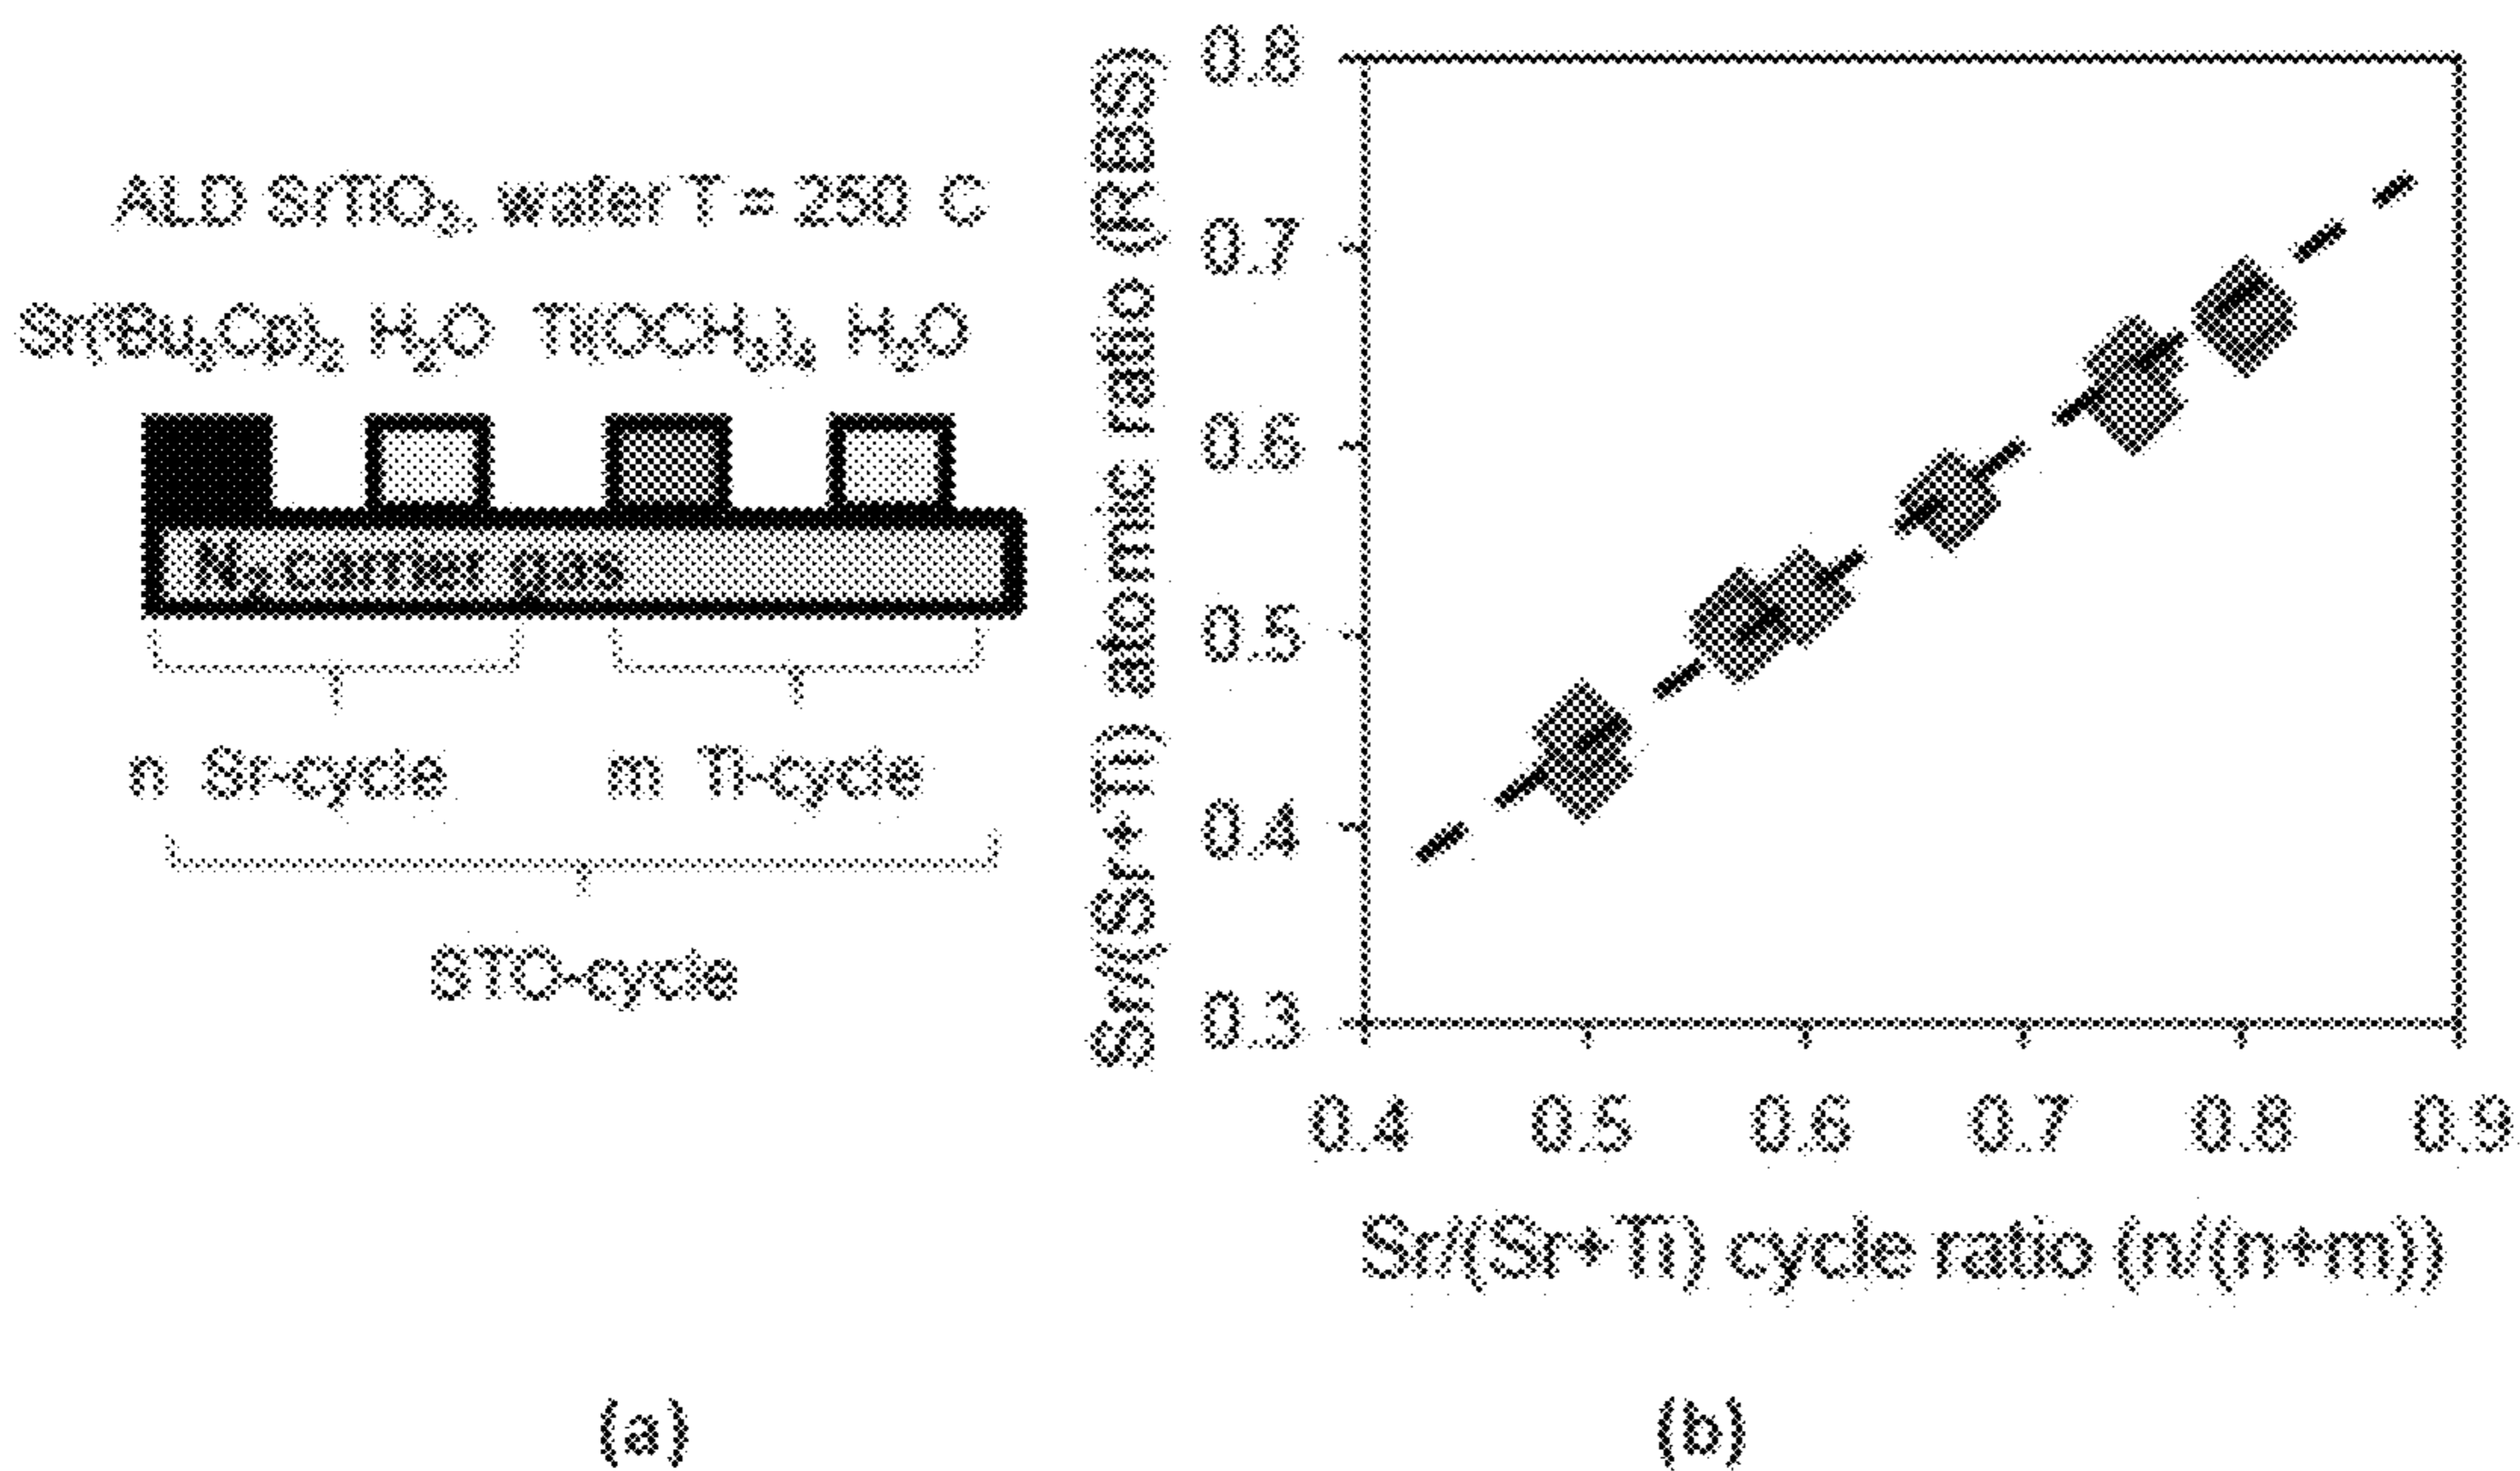 ALD SrTiO₃, wafer T = 250 C
Sr(ᵗBu₃Cp)₂ H₂O Ti(OCH₃)₄ H₂O
N₂ carrier gas
n Sr-cycle m Ti-cycle
STO-cycle
(a)
Sr/(Sr+Ti) atomic ratio (RBS)
0.8
0.7
0.6
0.5
0.4
0.3
0.4 0.5 0.6 0.7 0.8 0.9
Sr/(Sr+Ti) cycle ratio (n/(n+m))
(b)